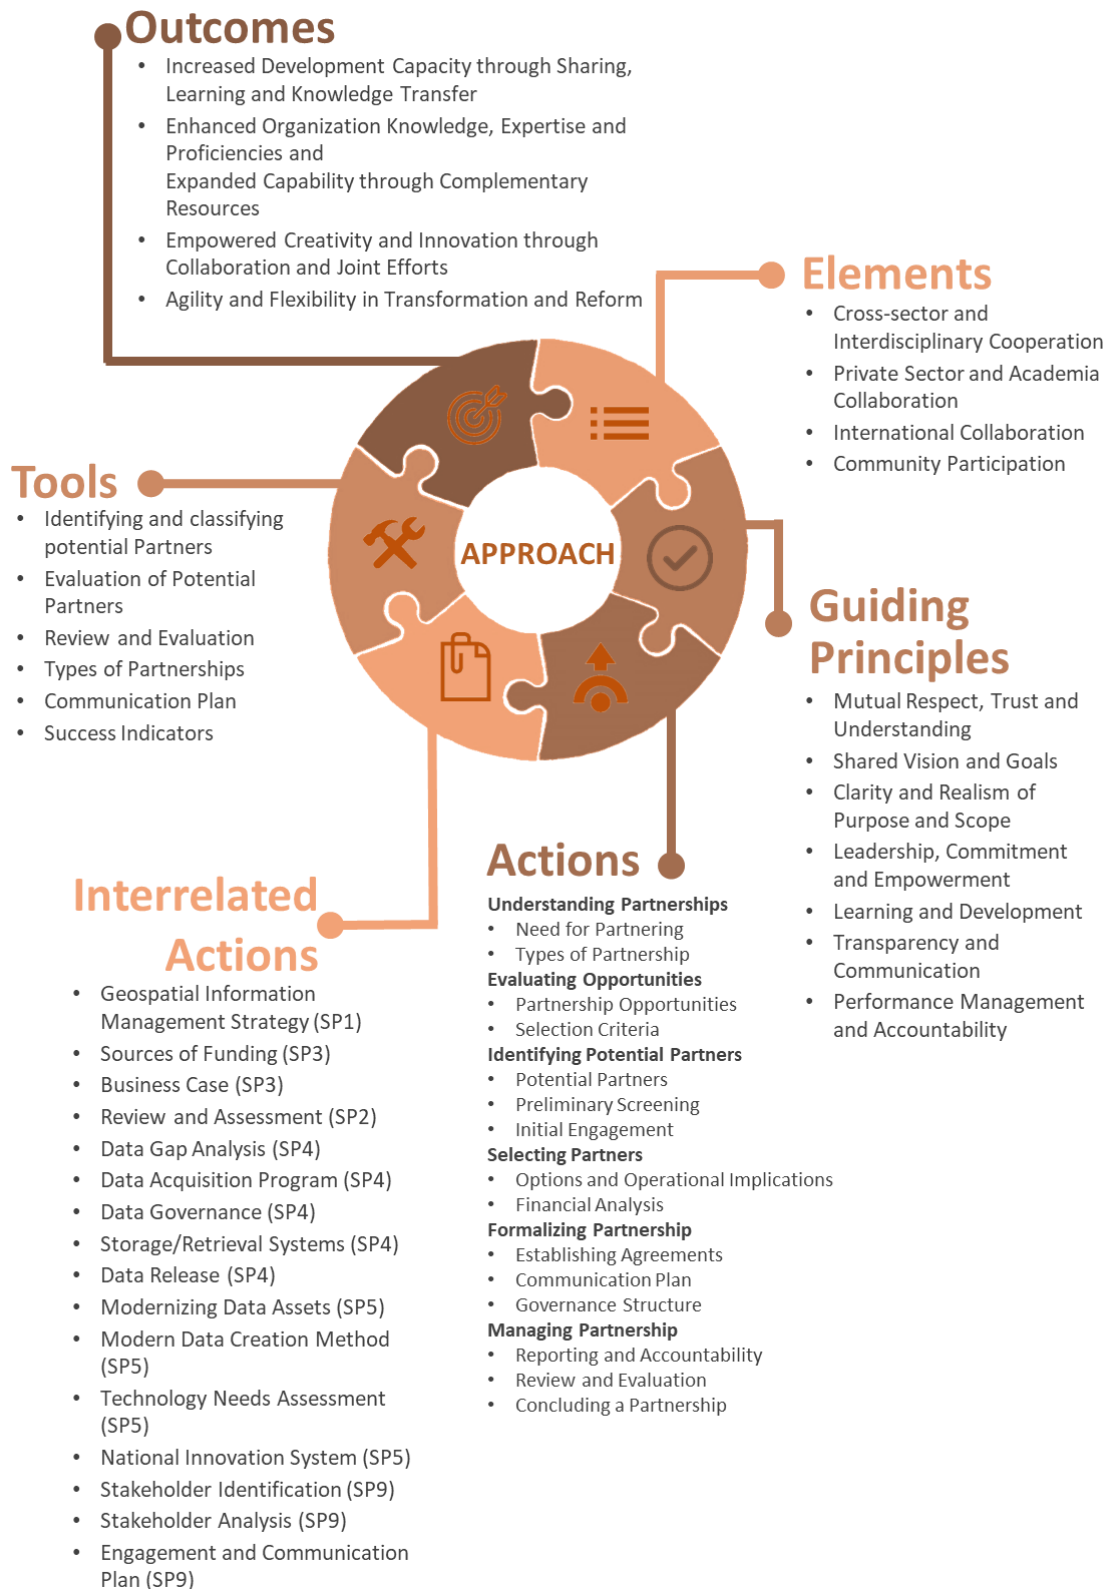 Outcomes
• Increased Development Capacity through Sharing,
Learning and Knowledge Transfer
• Enhanced Organization Knowledge, Expertise and
Proficiencies and
Expanded Capability through Complementary
Resources
• Empowered Creativity and Innovation through
Collaboration and Joint Efforts
• Agility and Flexibility in Transformation and Reform
Elements
• Cross-sector and
Interdisciplinary Cooperation
• Private Sector and Academia
Collaboration
• International Collaboration
• Community Participation
Tools
• Identifying and classifying
potential Partners
• Evaluation of Potential
Partners
• Review and Evaluation
• Types of Partnerships
• Communication Plan
• Success Indicators
APPROACH
Guiding
Principles
• Mutual Respect, Trust and
Understanding
• Shared Vision and Goals
• Clarity and Realism of
Purpose and Scope
• Leadership, Commitment
and Empowerment
• Learning and Development
• Transparency and
Communication
• Performance Management
and Accountability
Interrelated
Actions
• Geospatial Information
Management Strategy (SP1)
• Sources of Funding (SP3)
• Business Case (SP3)
• Review and Assessment (SP2)
• Data Gap Analysis (SP4)
• Data Acquisition Program (SP4)
• Data Governance (SP4)
• Storage/Retrieval Systems (SP4)
• Data Release (SP4)
• Modernizing Data Assets (SP5)
• Modern Data Creation Method
(SP5)
• Technology Needs Assessment
(SP5)
• National Innovation System (SP5)
• Stakeholder Identification (SP9)
• Stakeholder Analysis (SP9)
• Engagement and Communication
Plan (SP9)
Actions
Understanding Partnerships
• Need for Partnering
• Types of Partnership
Evaluating Opportunities
• Partnership Opportunities
• Selection Criteria
Identifying Potential Partners
• Potential Partners
• Preliminary Screening
• Initial Engagement
Selecting Partners
• Options and Operational Implications
• Financial Analysis
Formalizing Partnership
• Establishing Agreements
• Communication Plan
• Governance Structure
Managing Partnership
• Reporting and Accountability
• Review and Evaluation
• Concluding a Partnership